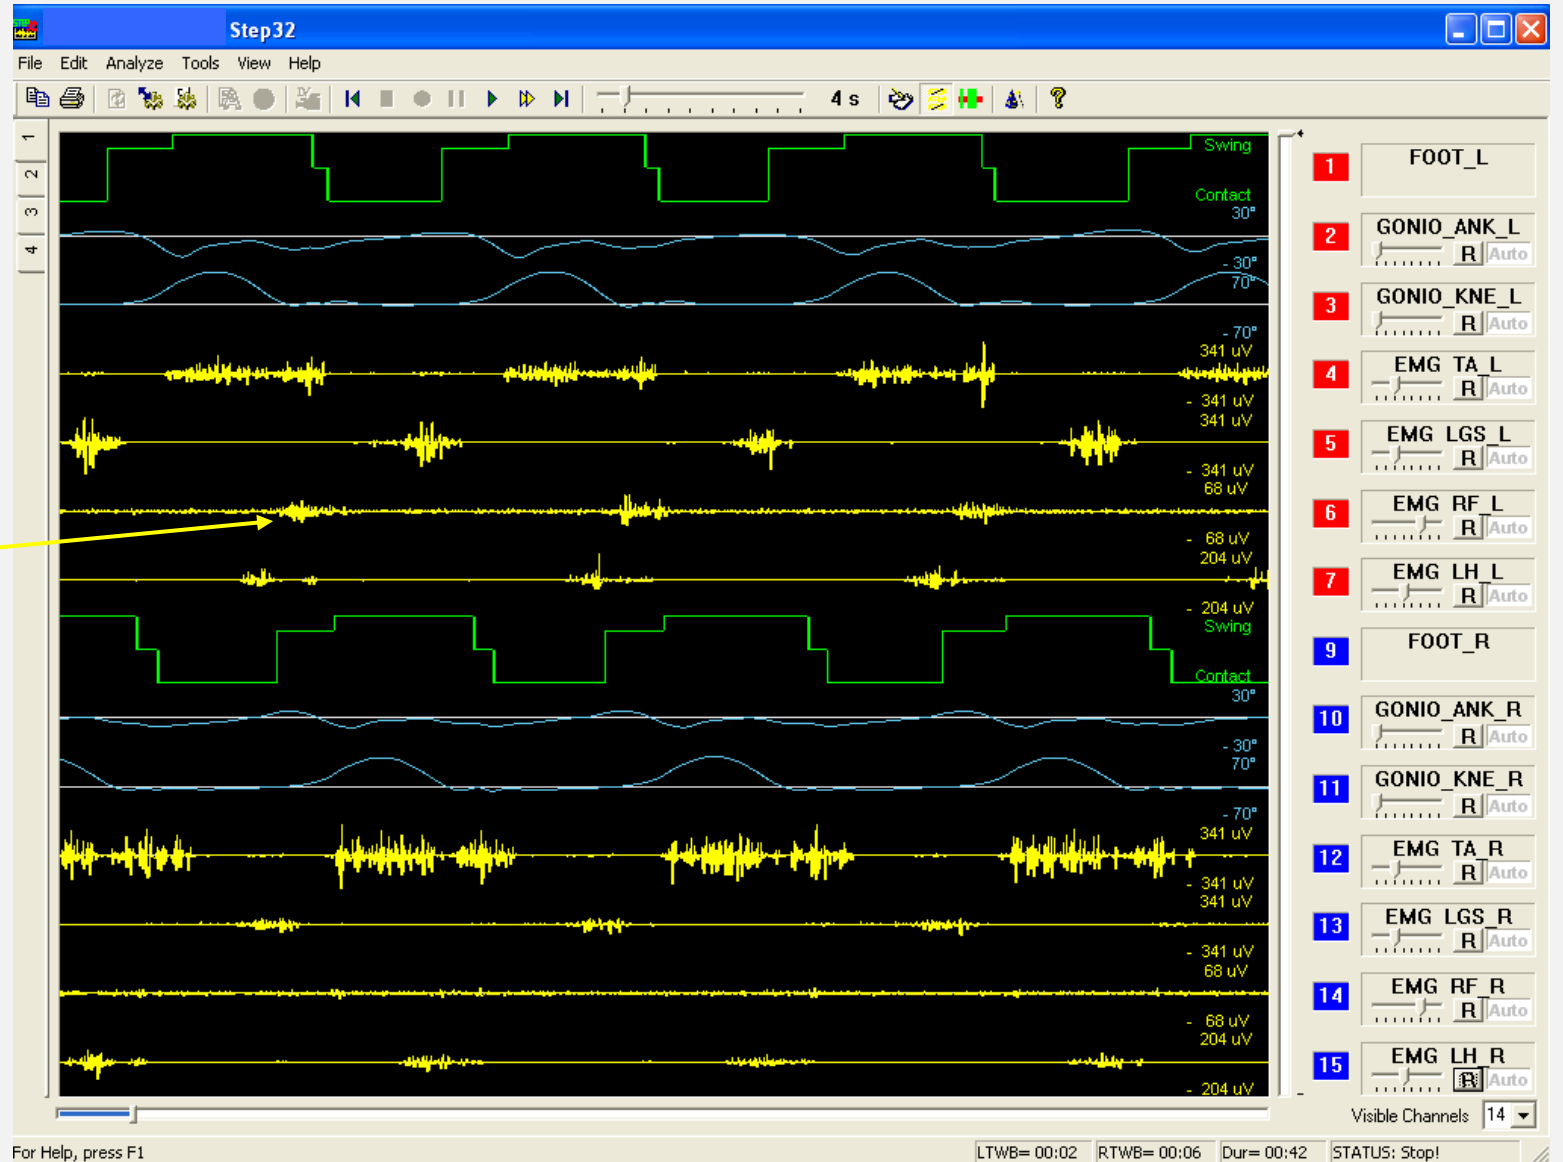 Step32
File Edit Analyze Tools View Help
4 s
1
2
3
4
Swing
Contact
30°
- 30°
70°
- 70°
341 uV
- 341 uV
341 uV
- 341 uV
68 uV
- 68 uV
204 uV
- 204 uV
Swing
Contact
30°
- 30°
70°
- 70°
341 uV
- 341 uV
341 uV
- 341 uV
68 uV
- 68 uV
204 uV
- 204 uV
1 FOOT_L
2 GONIO_ANK_L
R Auto
3 GONIO_KNE_L
R Auto
4 EMG TA_L
R Auto
5 EMG LGS_L
R Auto
6 EMG RF_L
R Auto
7 EMG LH_L
R Auto
9 FOOT_R
10 GONIO_ANK_R
R Auto
11 GONIO_KNE_R
R Auto
12 EMG TA_R
R Auto
13 EMG LGS_R
R Auto
14 EMG RF_R
R Auto
15 EMG LH_R
R Auto
Visible Channels 14
For Help, press F1
LTWB= 00:02 RTWB= 00:06 Dur= 00:42 STATUS: Stop!